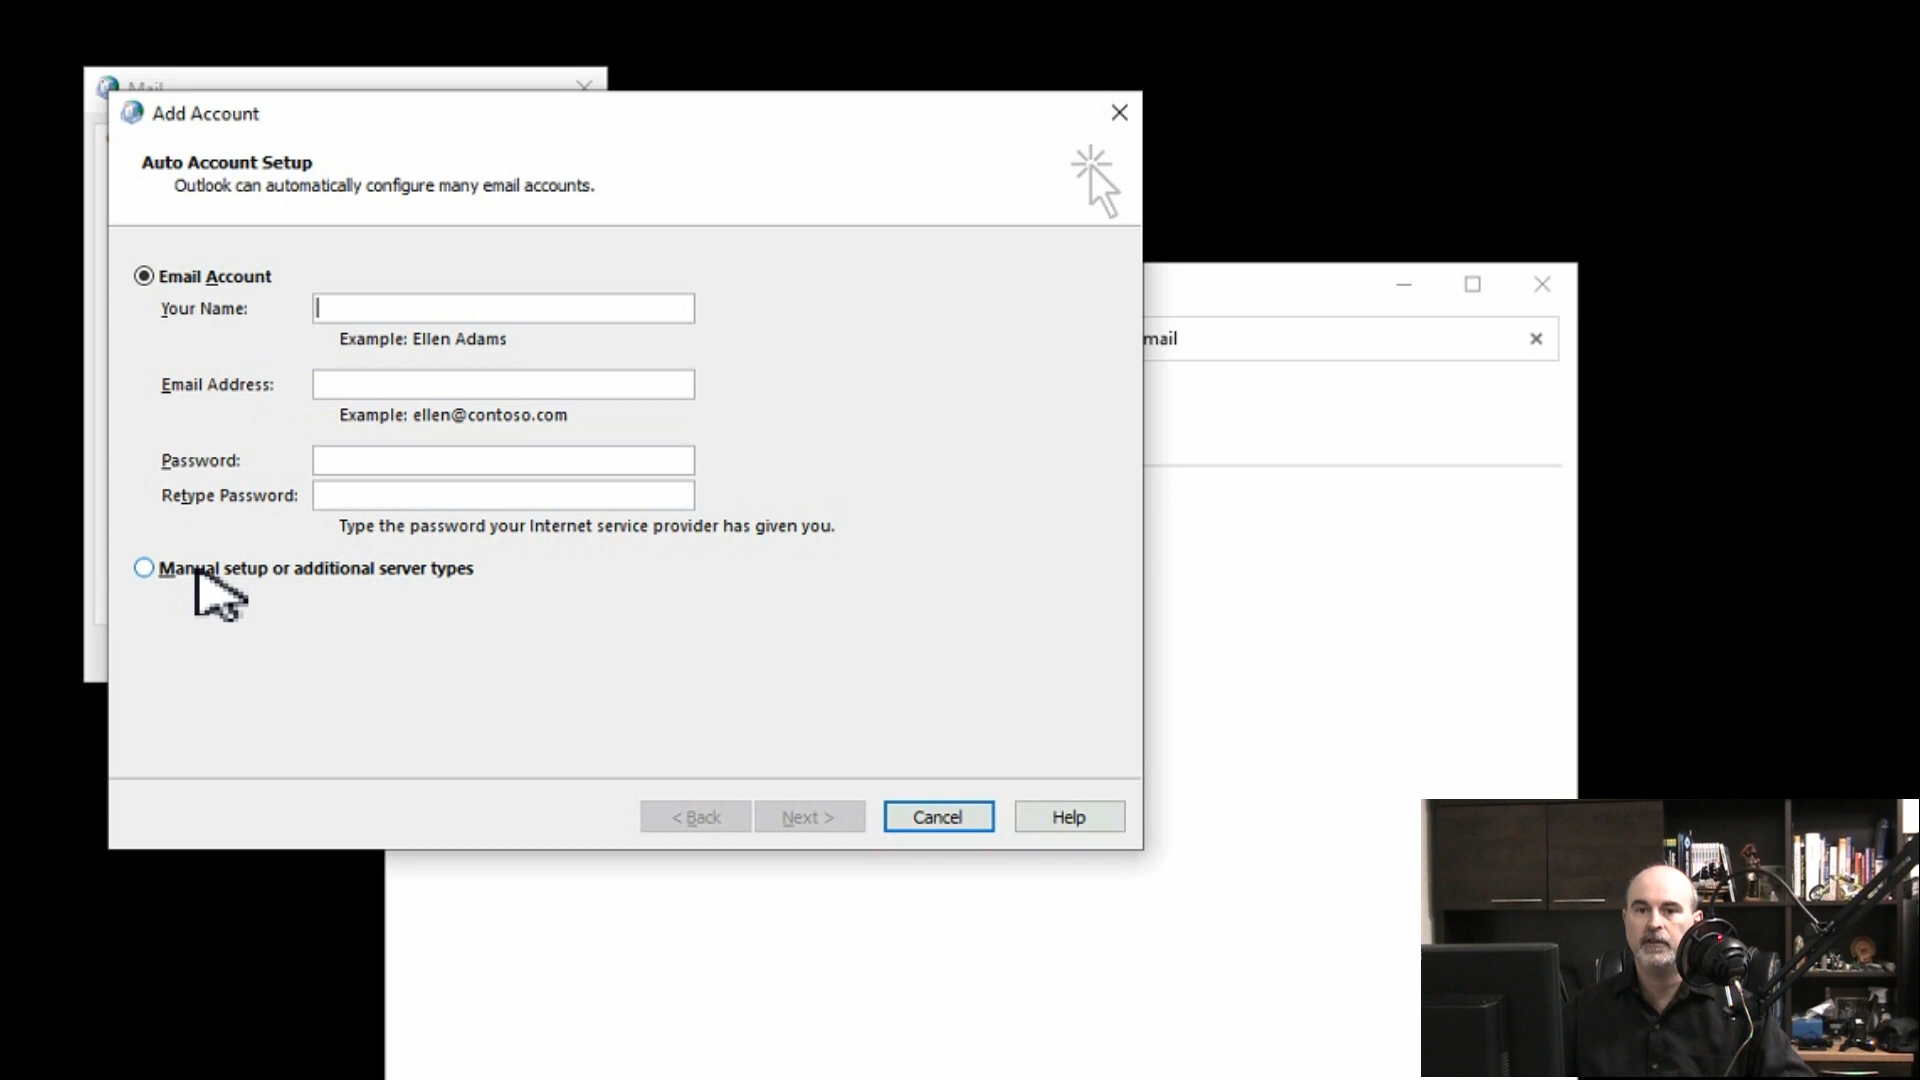 Mail
Add Account
Auto Account Setup
Outlook can automatically configure many email accounts.
Email Account
Your Name:
Example: Ellen Adams
mail
Email Address:
Example: ellen@contoso.com
Password:
Retype Password:
Type the password your Internet service provider has given you.
Manual setup or additional server types
< Back
Next >
Cancel
Help